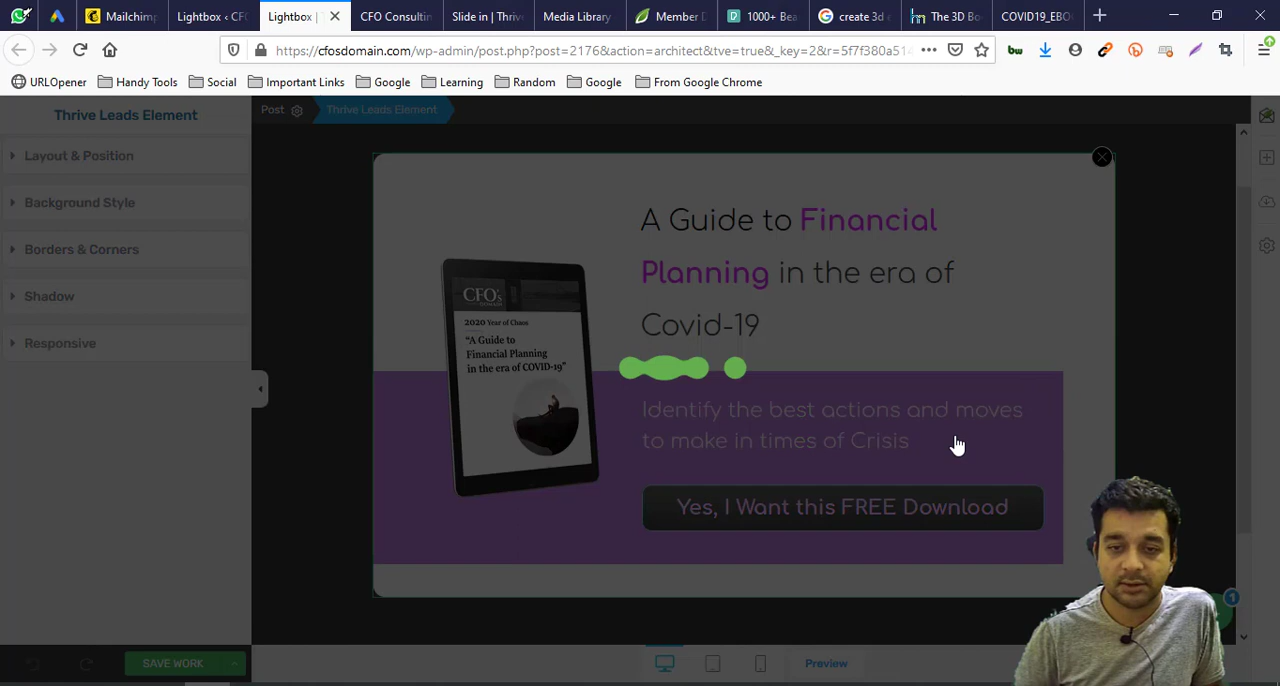 Mailchimp
Lightbox ‹ CFO
Lightbox |
CFO Consultin
Slide in | Thrive
Media Library
Member D
1000+ Bea
create 3d
The 3D Bo
COVID19_EBO
https://cfosdomain.com/wp-admin/post.php?post=2176&action=architect&tve=true&_key=2&r=5f7f380a51
URLOpener
Handy Tools
Social
Important Links
Google
Learning
Random
Google
From Google Chrome
Thrive Leads Element
Post
Thrive Leads Element
Layout & Position
Background Style
Borders & Corners
Shadow
Responsive
A Guide to Financial
Planning in the era of
Covid-19
CFO's
DOMAIN
2020 Year of Chaos
"A Guide to
Financial Planning
in the era of COVID-19"
Identify the best actions and moves
to make in times of Crisis
Yes, I Want this FREE Download
1
SAVE WORK
Preview